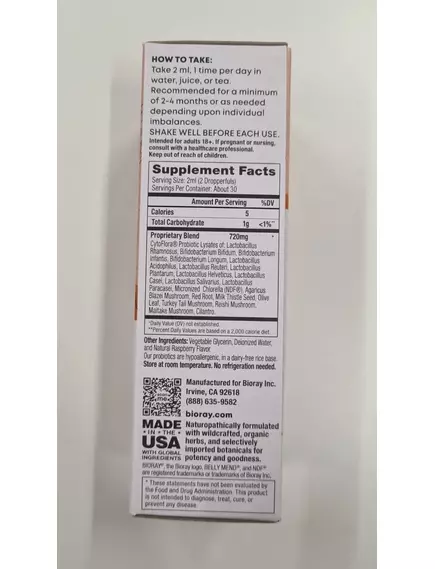 HOW TO TAKE:
Take 2 ml, 1 time per day in
water, juice, or tea.
Recommended for a minimum
of 2-4 months or as needed
depending upon individual
imbalances.
SHAKE WELL BEFORE EACH USE.
Intended for adults 18+. If pregnant or nursing,
consult with a healthcare professional.
Keep out of reach of children.
Supplement Facts
Serving Size: 2ml (2 Dropperfuls)
Servings Per Container: About 30
Amount Per Serving %DV
Calories 5
Total Carbohydrate 1g <1%**
Proprietary Blend 720mg *
CytoFlora® Probiotic Lysates of: Lactobacillus
Rhamnosus, Bifidobacterium Bifidum, Bifidobacterium
infantis, Bifidobacterium Longum, Lactobacillus
Acidophilus, Lactobacillus Reuteri, Lactobacillus
Plantarum, Lactobacillus Helveticus, Lactobacillus
Casei, Lactobacillus Salivarius, Lactobacillus
Paracasei, Micronized Chlorella (NDF®), Agaricus
Blazei Mushroom, Red Root, Milk Thistle Seed, Olive
Leaf, Turkey Tail Mushroom, Reishi Mushroom,
Maitake Mushroom, Cilantro.
*Daily Value (DV) not established.
**Percent Daily Values are based on a 2,000 calorie diet.
Other Ingredients: Vegetable Glycerin, Deionized Water,
and Natural Raspberry Flavor.
Our probiotics are hypoallergenic, in a dairy-free rice base.
Store at room temperature. No refrigeration needed.
Manufactured for Bioray Inc.
Irvine, CA 92618
(888) 635-9582
bioray.com
MADE
• IN • THE •
USA
WITH GLOBAL
INGREDIENTS
Naturopathically formulated
with wildcrafted, organic
herbs, and selectively
imported botanicals for
potency and goodness.
BIORAY®, the Bioray logo, BELLY MEND®, and NDF®
are registered trademarks or trademarks of Bioray Inc.
* These statements have not been evaluated by
the Food and Drug Administration. This product
is not intended to diagnose, treat, cure, or
prevent any disease.